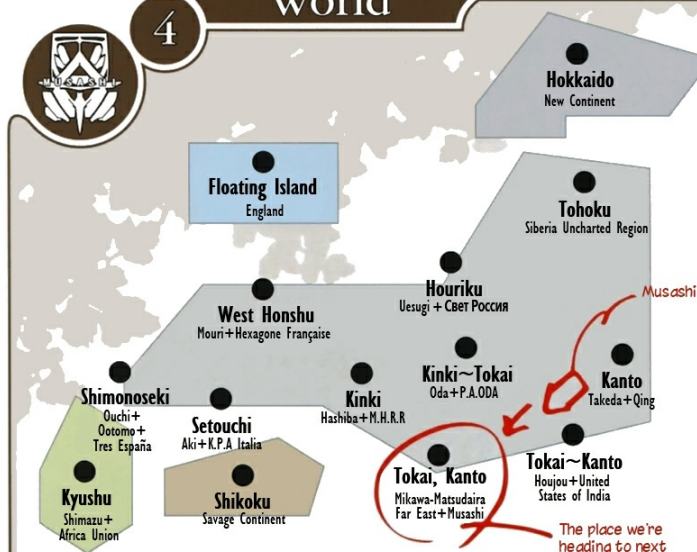 world
4
MUSASHI
Hokkaido
New Continent
Floating Island
England
Tohoku
Siberia Uncharted Region
Houriku
Uesugi + Свет РОССИЯ
West Honshu
Mouri+Hexagone Française
Musashi
Shimonoseki
Ouchi+
Ootomo+
Tres España
Setouchi
Aki+K.P.A Italia
Kinki
Hashiba+M.H.R.R
Kinki~Tokai
Oda+P.A.ODA
Kanto
Takeda+Qing
Kyushu
Shimazu+
Africa Union
Shikoku
Savage Continent
Tokai, Kanto
Mikawa-Matsudaira
Far East+Musashi
Tokai~Kanto
Houjou+United
States of India
The place we're
heading to next